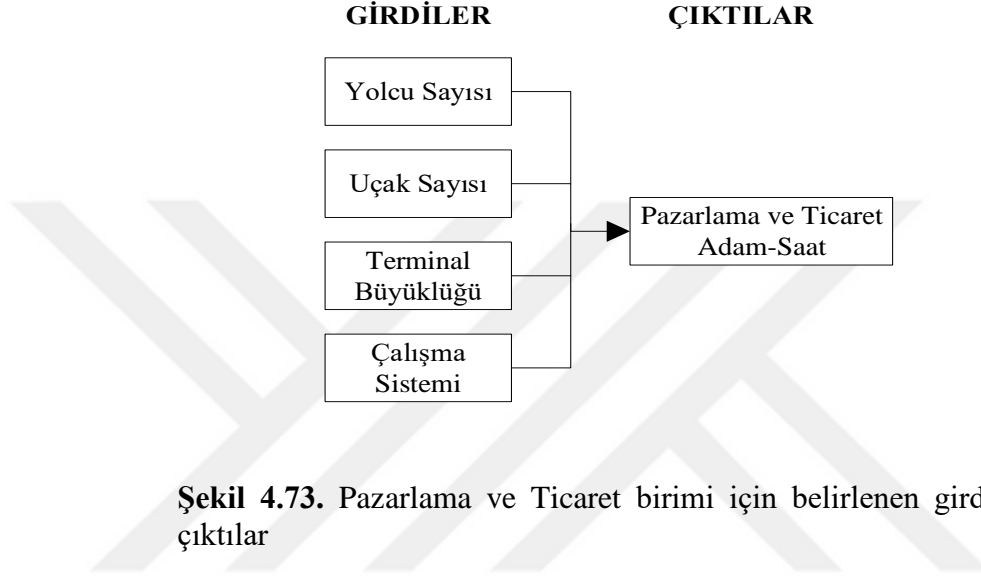 GİRDİLER
ÇIKTILAR
Yolcu Sayısı
Uçak Sayısı
Terminal
Büyüklüğü
Çalışma
Sistemi
Pazarlama ve Ticaret
Adam-Saat
Şekil 4.73. Pazarlama ve Ticaret birimi için belirlenen gird
çıktılar